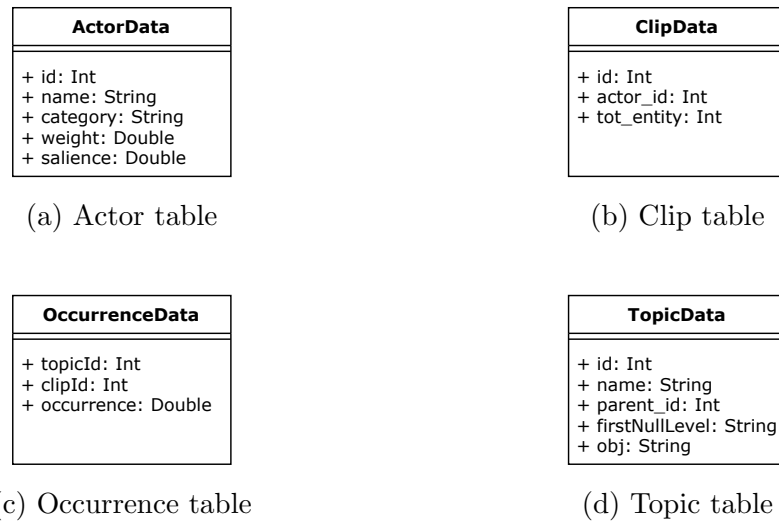 ActorData
+ id: Int
+ name: String
+ category: String
+ weight: Double
+ salience: Double
(a) Actor table
ClipData
+ id: Int
+ actor_id: Int
+ tot_entity: Int
(b) Clip table
OccurrenceData
+ topicId: Int
+ clipId: Int
+ occurrence: Double
c) Occurrence table
TopicData
+ id: Int
+ name: String
+ parent_id: Int
+ firstNullLevel: String
+ obj: String
(d) Topic table